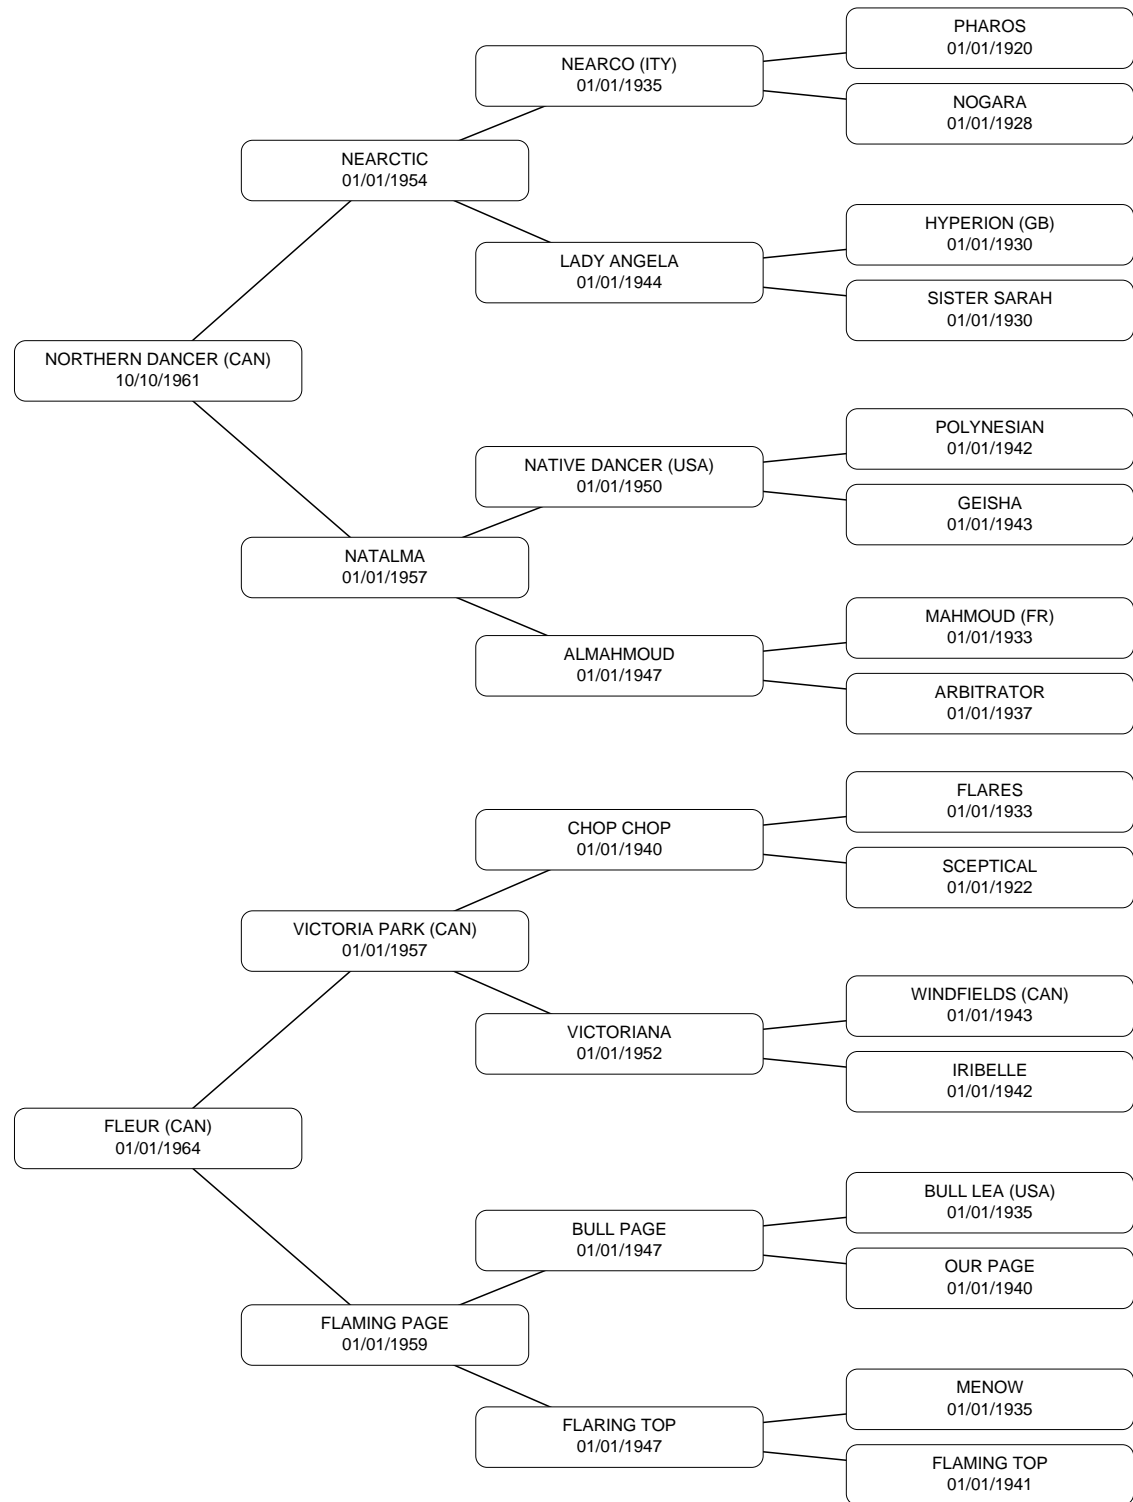 PHAROS
01/01/1920
NEARCO (ITY)
01/01/1935
NOGARA
01/01/1928
NEARCTIC
01/01/1954
HYPERION (GB)
01/01/1930
LADY ANGELA
01/01/1944
SISTER SARAH
01/01/1930
NORTHERN DANCER (CAN)
10/10/1961
POLYNESIAN
01/01/1942
NATIVE DANCER (USA)
01/01/1950
GEISHA
01/01/1943
NATALMA
01/01/1957
MAHMOUD (FR)
01/01/1933
ALMAHMOUD
01/01/1947
ARBITRATOR
01/01/1937
FLARES
01/01/1933
CHOP CHOP
01/01/1940
SCEPTICAL
01/01/1922
VICTORIA PARK (CAN)
01/01/1957
WINDFIELDS (CAN)
01/01/1943
VICTORIANA
01/01/1952
IRIBELLE
01/01/1942
FLEUR (CAN)
01/01/1964
BULL LEA (USA)
01/01/1935
BULL PAGE
01/01/1947
OUR PAGE
01/01/1940
FLAMING PAGE
01/01/1959
MENOW
01/01/1935
FLARING TOP
01/01/1947
FLAMING TOP
01/01/1941